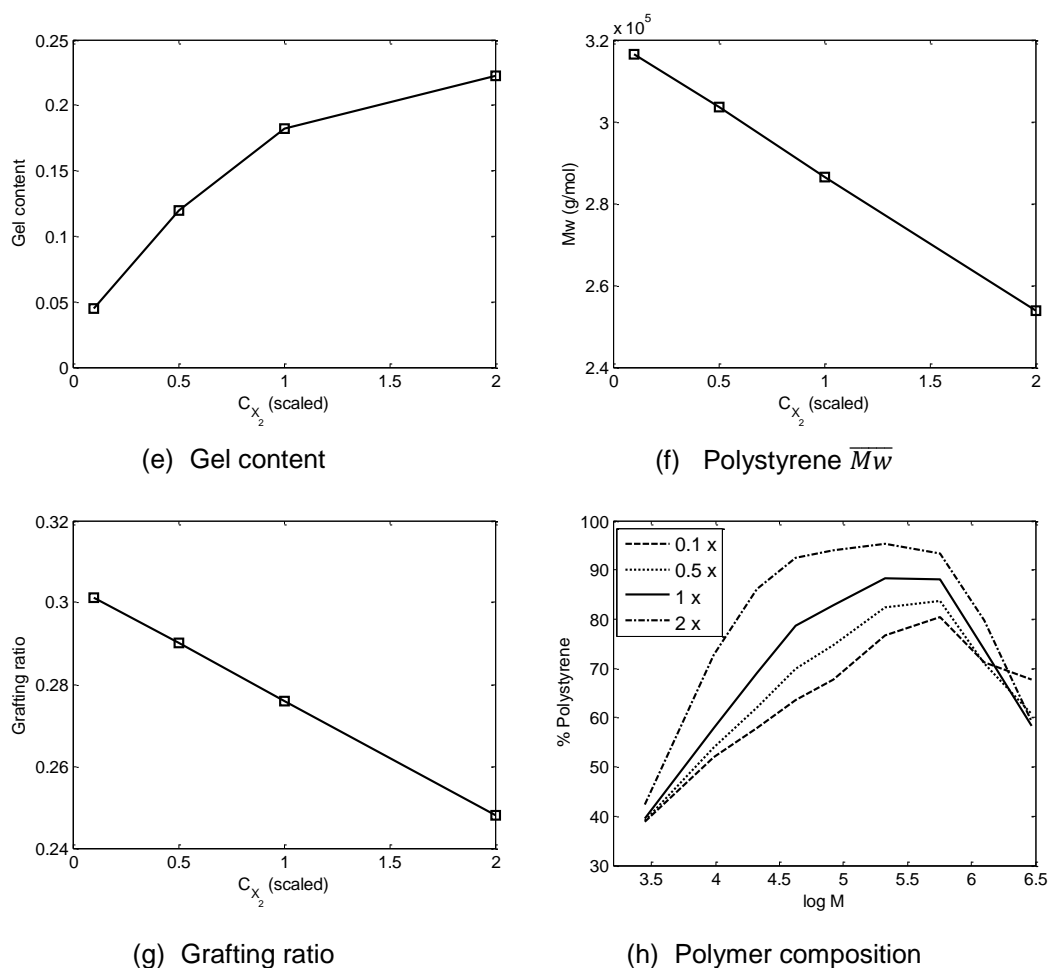 x 10⁵
0.25
0.2
0.15
0.1
0.05
0
Gel content
0 0.5 1 1.5 2
C_X₂ (scaled)
(e) Gel content
3.2
3
2.8
2.6
2.4
Mw (g/mol)
0 0.5 1 1.5 2
C_X₂ (scaled)
(f) Polystyrene M̅w̅
0.32
0.3
0.28
0.26
0.24
Grafting ratio
0 0.5 1 1.5 2
C_X₂ (scaled)
(g) Grafting ratio
100
90
80
70
60
50
40
30
% Polystyrene
0.1 x
0.5 x
1 x
2 x
3.5 4 4.5 5 5.5 6 6.5
log M
(h) Polymer composition